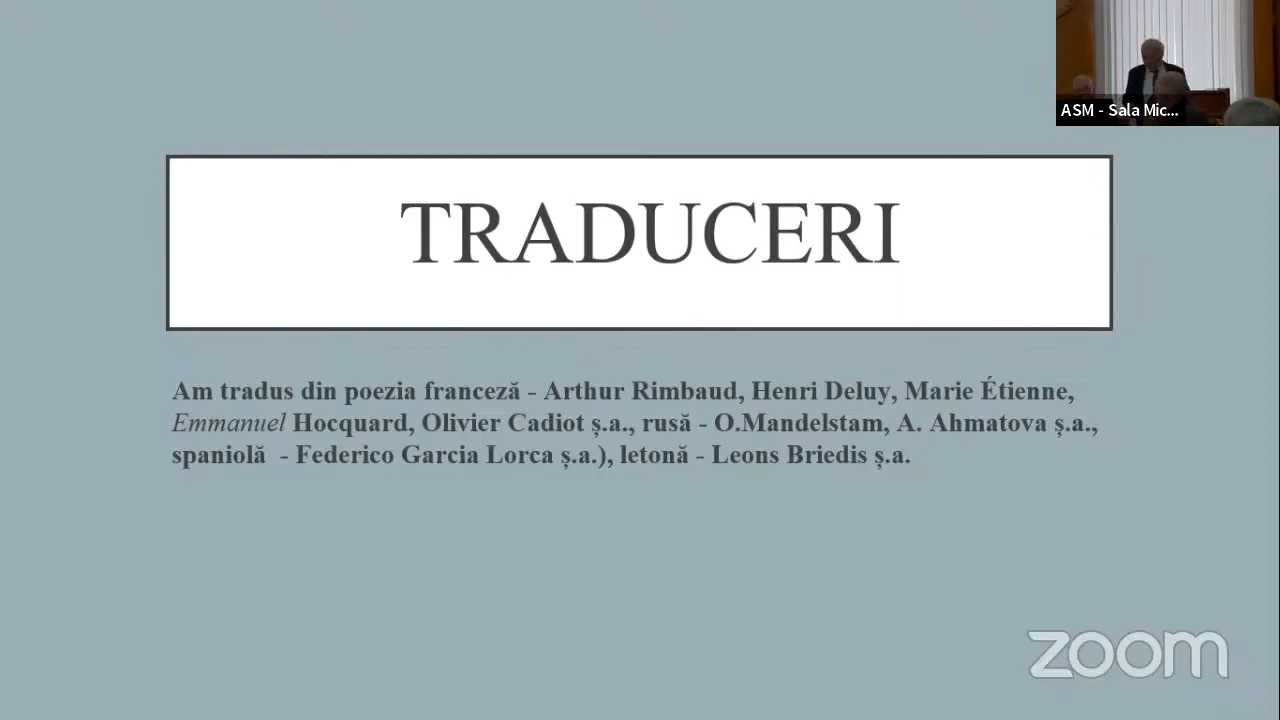 ASM - Sala Mic...
TRADUCERI
Am tradus din poezia franceză - Arthur Rimbaud, Henri Deluy, Marie Étienne,
Emmanuel Hocquard, Olivier Cadiot ș.a., rusă - O.Mandelstam, A. Ahmatova ș.a.,
spaniolă - Federico Garcia Lorca ș.a.), letonă - Leons Briedis ș.a.
zoom